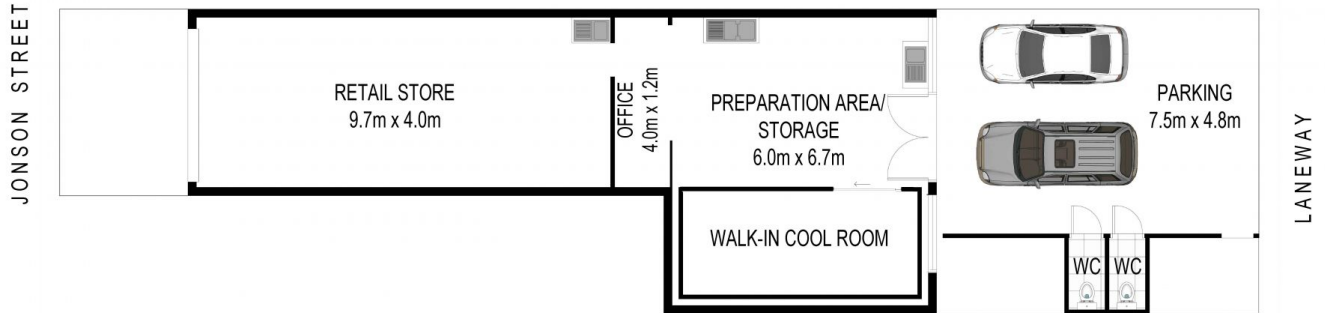 JONSON STREET
RETAIL STORE
9.7m x 4.0m
OFFICE
4.0m x 1.2m
PREPARATION AREA/
STORAGE
6.0m x 6.7m
WALK-IN COOL ROOM
PARKING
7.5m x 4.8m
WC
WC
LANEWAY